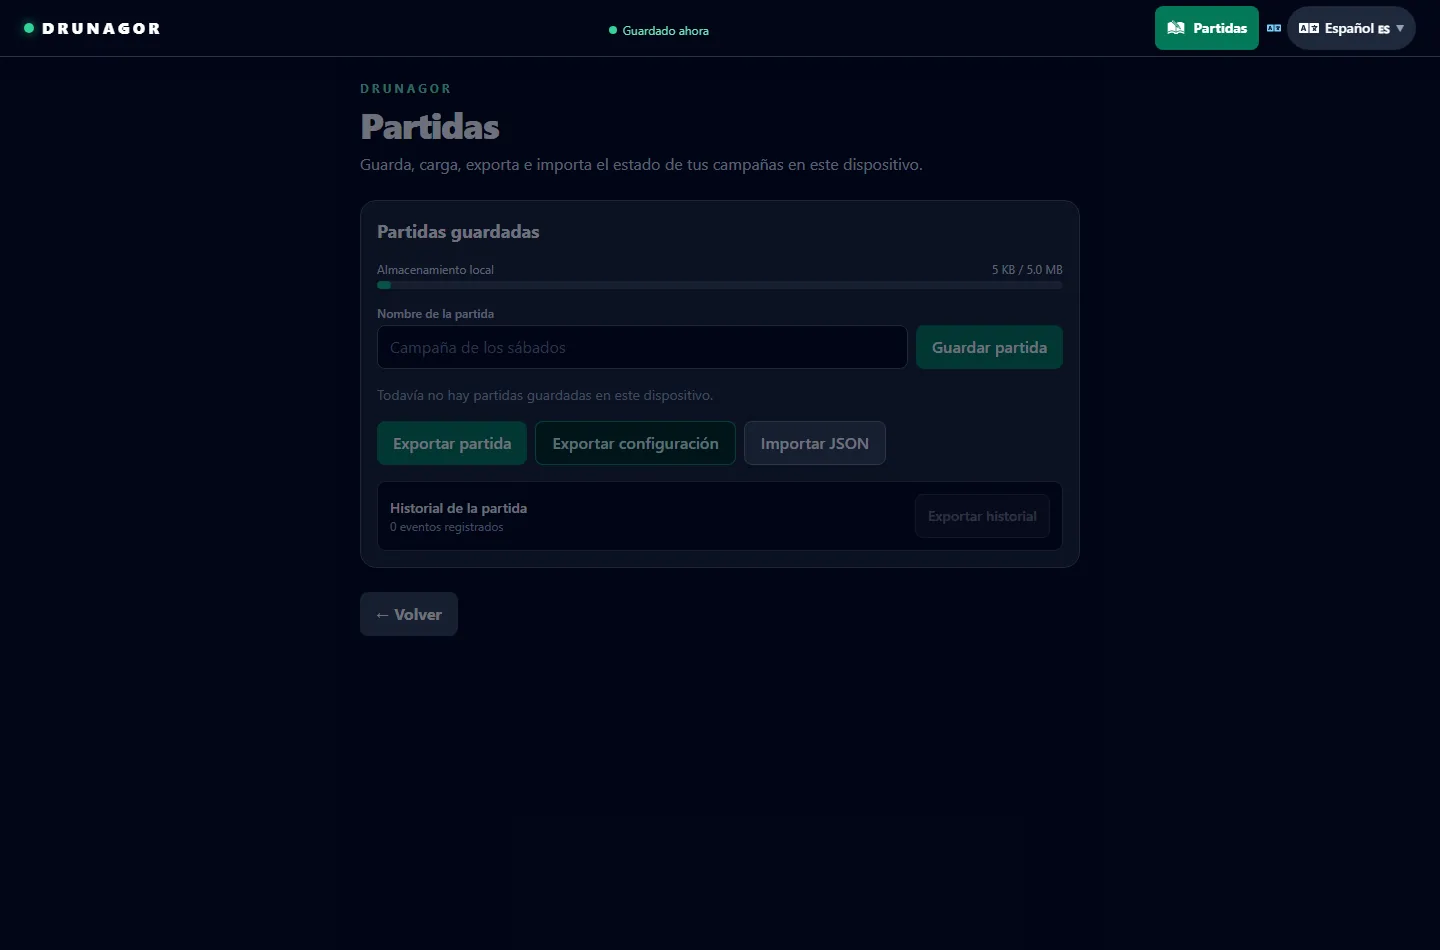 DRUNAGOR
Guardado ahora
Partidas
Español ES
DRUNAGOR
Partidas
Guarda, carga, exporta e importa el estado de tus campañas en este dispositivo.
Partidas guardadas
Almacenamiento local
5 KB / 5.0 MB
Nombre de la partida
Campaña de los sábados
Guardar partida
Todavía no hay partidas guardadas en este dispositivo.
Exportar partida
Exportar configuración
Importar JSON
Historial de la partida
0 eventos registrados
Exportar historial
← Volver